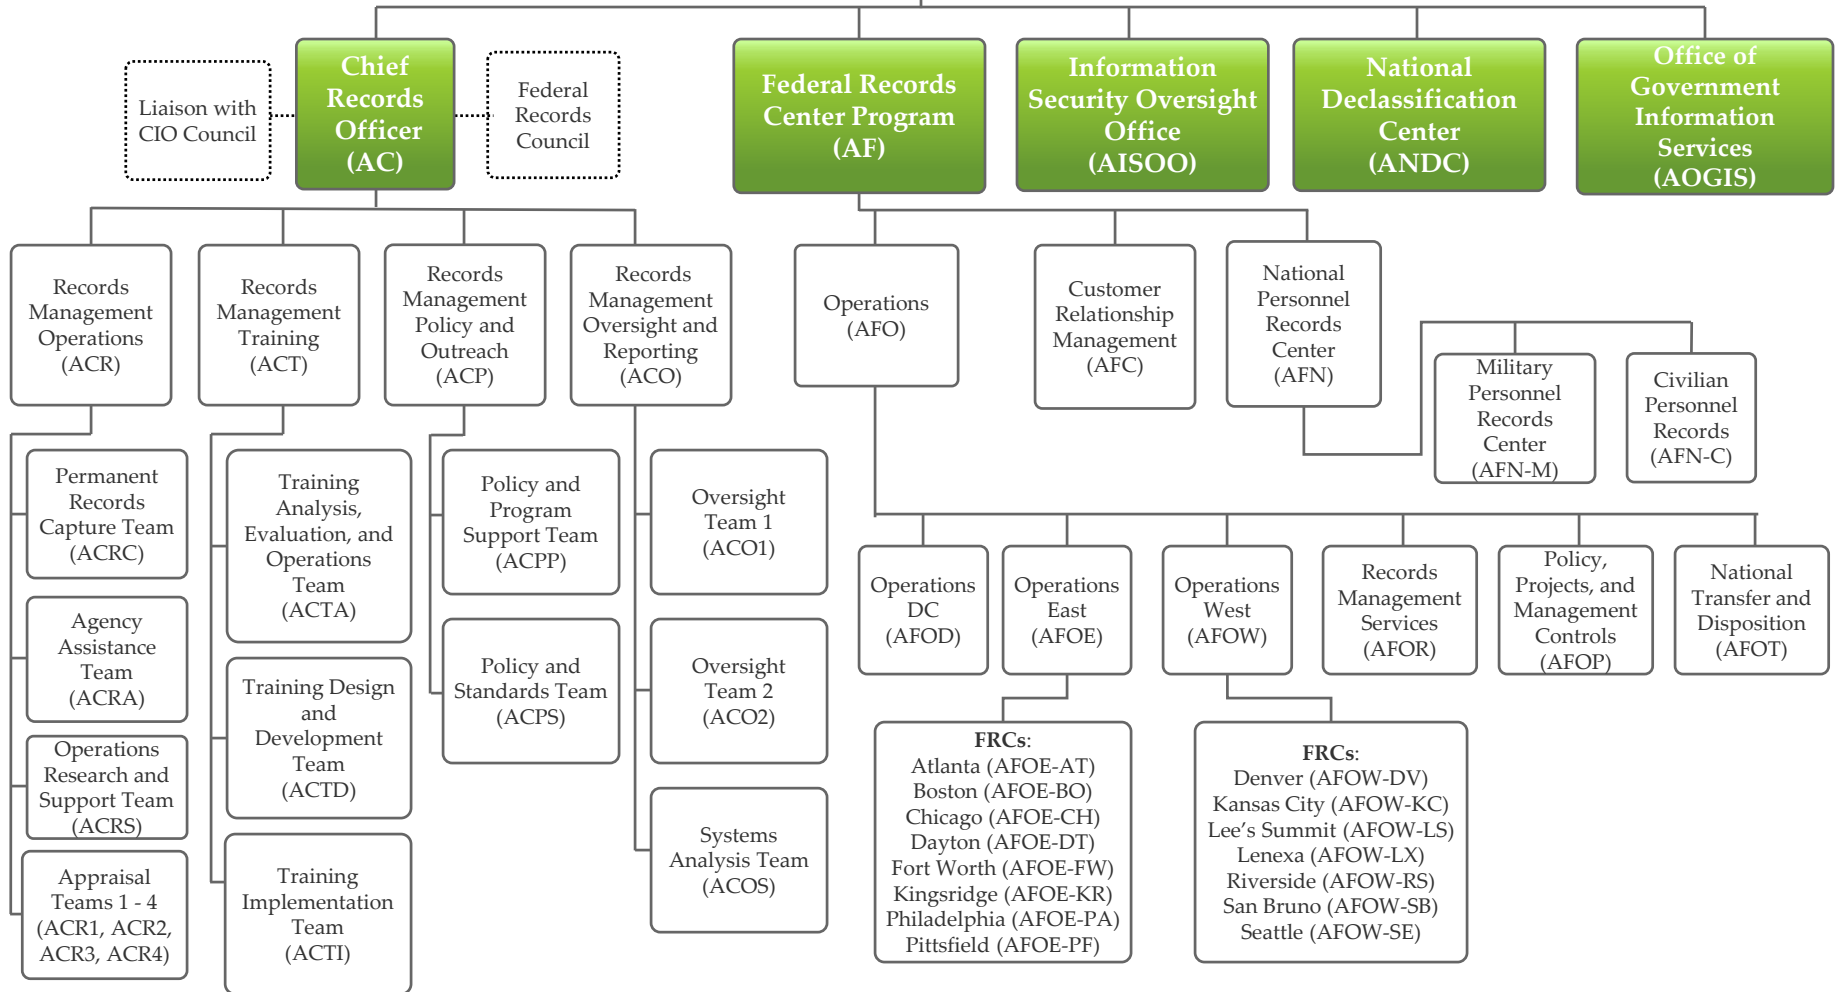 Liaison with
CIO Council
Chief
Records
Officer
(AC)
Federal
Records
Council
Federal Records
Center Program
(AF)
Information
Security Oversight
Office
(AISOO)
National
Declassification
Center
(ANDC)
Office of
Government
Information
Services
(AOGIS)
Records
Management
Operations
(ACR)
Records
Management
Training
(ACT)
Records
Management
Policy and
Outreach
(ACP)
Records
Management
Oversight and
Reporting
(ACO)
Operations
(AFO)
Customer
Relationship
Management
(AFC)
National
Personnel
Records
Center
(AFN)
Military
Personnel
Records
Center
(AFN-M)
Civilian
Personnel
Records
(AFN-C)
Permanent
Records
Capture Team
(ACRC)
Agency
Assistance
Team
(ACRA)
Operations
Research and
Support Team
(ACRS)
Appraisal
Teams 1 - 4
(ACR1, ACR2,
ACR3, ACR4)
Training
Analysis,
Evaluation, and
Operations
Team
(ACTA)
Training Design
and
Development
Team
(ACTD)
Training
Implementation
Team
(ACTI)
Policy and
Program
Support Team
(ACPP)
Policy and
Standards Team
(ACPS)
Oversight
Team 1
(ACO1)
Oversight
Team 2
(ACO2)
Systems
Analysis Team
(ACOS)
Operations
DC
(AFOD)
Operations
East
(AFOE)
Operations
West
(AFOW)
Records
Management
Services
(AFOR)
Policy,
Projects, and
Management
Controls
(AFOP)
National
Transfer and
Disposition
(AFOT)
FRCs:
Atlanta (AFOE-AT)
Boston (AFOE-BO)
Chicago (AFOE-CH)
Dayton (AFOE-DT)
Fort Worth (AFOE-FW)
Kingsridge (AFOE-KR)
Philadelphia (AFOE-PA)
Pittsfield (AFOE-PF)
FRCs:
Denver (AFOW-DV)
Kansas City (AFOW-KC)
Lee's Summit (AFOW-LS)
Lenexa (AFOW-LX)
Riverside (AFOW-RS)
San Bruno (AFOW-SB)
Seattle (AFOW-SE)